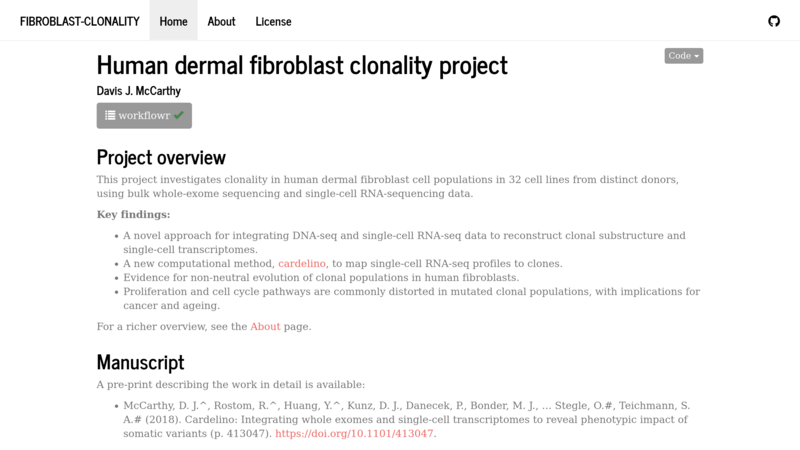 FIBROBLAST-CLONALITY Home About License
Code
Human dermal fibroblast clonality project
Davis J. McCarthy
workflowr
Project overview
This project investigates clonality in human dermal fibroblast cell populations in 32 cell lines from distinct donors,
using bulk whole-exome sequencing and single-cell RNA-sequencing data.
Key findings:
• A novel approach for integrating DNA-seq and single-cell RNA-seq data to reconstruct clonal substructure and
single-cell transcriptomes.
• A new computational method, cardelino, to map single-cell RNA-seq profiles to clones.
• Evidence for non-neutral evolution of clonal populations in human fibroblasts.
• Proliferation and cell cycle pathways are commonly distorted in mutated clonal populations, with implications for
cancer and ageing.
For a richer overview, see the About page.
Manuscript
A pre-print describing the work in detail is available:
• McCarthy, D. J.^, Rostom, R.^, Huang, Y.^, Kunz, D. J., Danecek, P., Bonder, M. J., … Stegle, O.#, Teichmann, S.
A.# (2018). Cardelino: Integrating whole exomes and single-cell transcriptomes to reveal phenotypic impact of
somatic variants (p. 413047). https://doi.org/10.1101/413047.